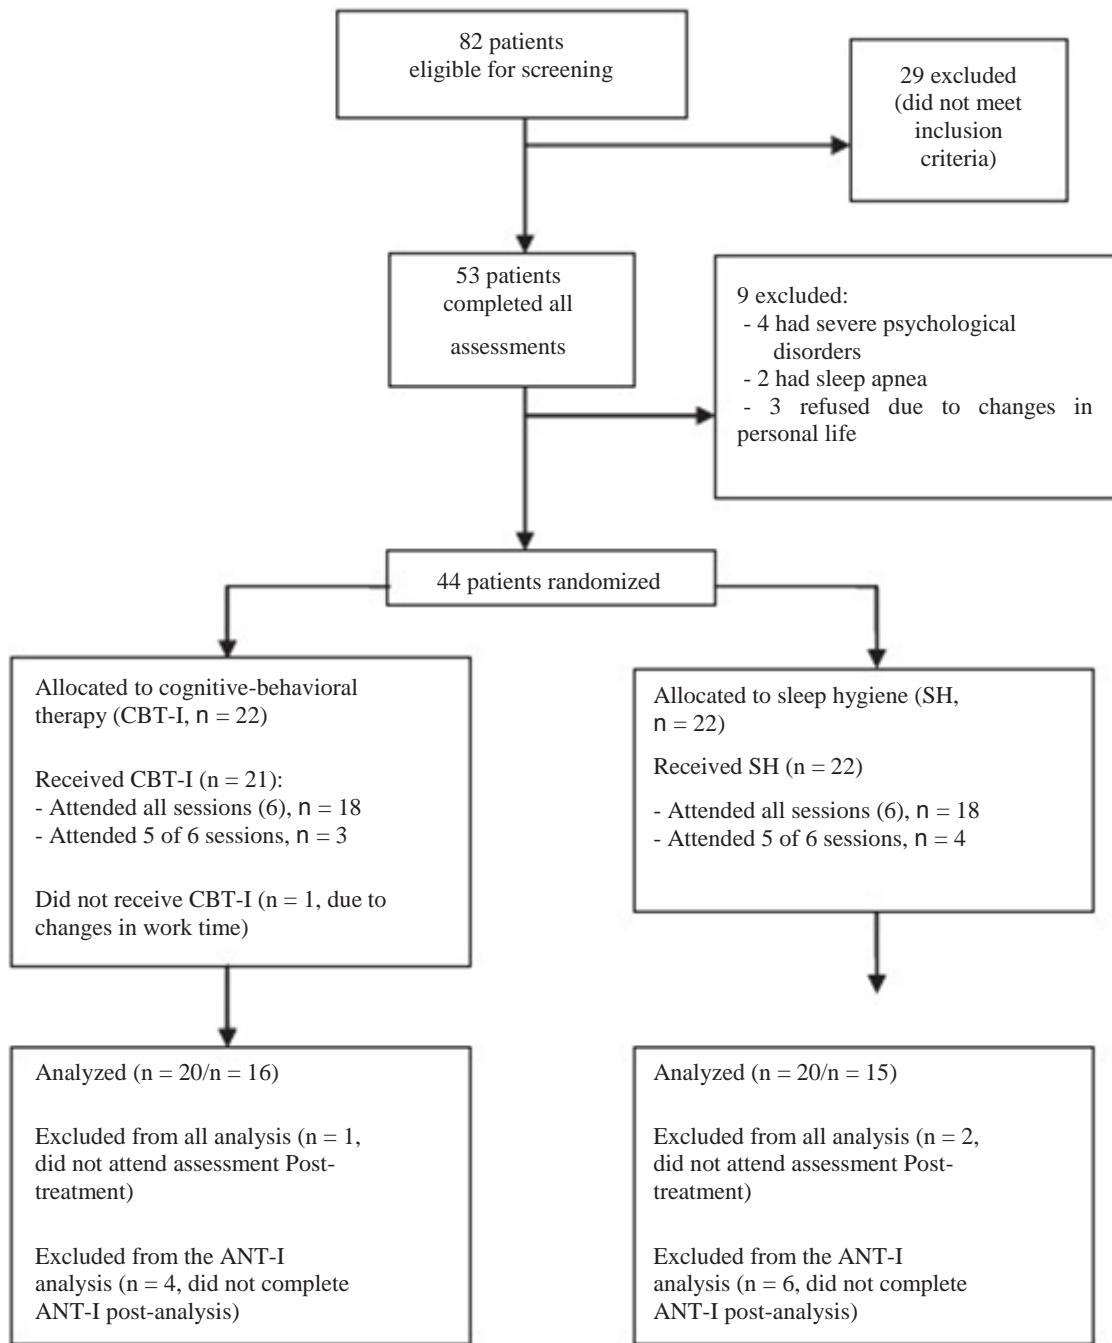 82 patients
eligible for screening
29 excluded
(did not meet
inclusion
criteria)
53 patients
completed all
assessments
9 excluded:
- 4 had severe psychological
disorders
- 2 had sleep apnea
- 3 refused due to changes in
personal life
44 patients randomized
Allocated to cognitive-behavioral
therapy (CBT-I, n = 22)
Received CBT-I (n = 21):
- Attended all sessions (6), n = 18
- Attended 5 of 6 sessions, n = 3
Did not receive CBT-I (n = 1, due to
changes in work time)
Allocated to sleep hygiene (SH,
n = 22)
Received SH (n = 22)
- Attended all sessions (6), n = 18
- Attended 5 of 6 sessions, n = 4
Analyzed (n = 20/n = 16)
Excluded from all analysis (n = 1,
did not attend assessment Post-
treatment)
Excluded from the ANT-I
analysis (n = 4, did not complete
ANT-I post-analysis)
Analyzed (n = 20/n = 15)
Excluded from all analysis (n = 2,
did not attend assessment Post-
treatment)
Excluded from the ANT-I
analysis (n = 6, did not complete
ANT-I post-analysis)